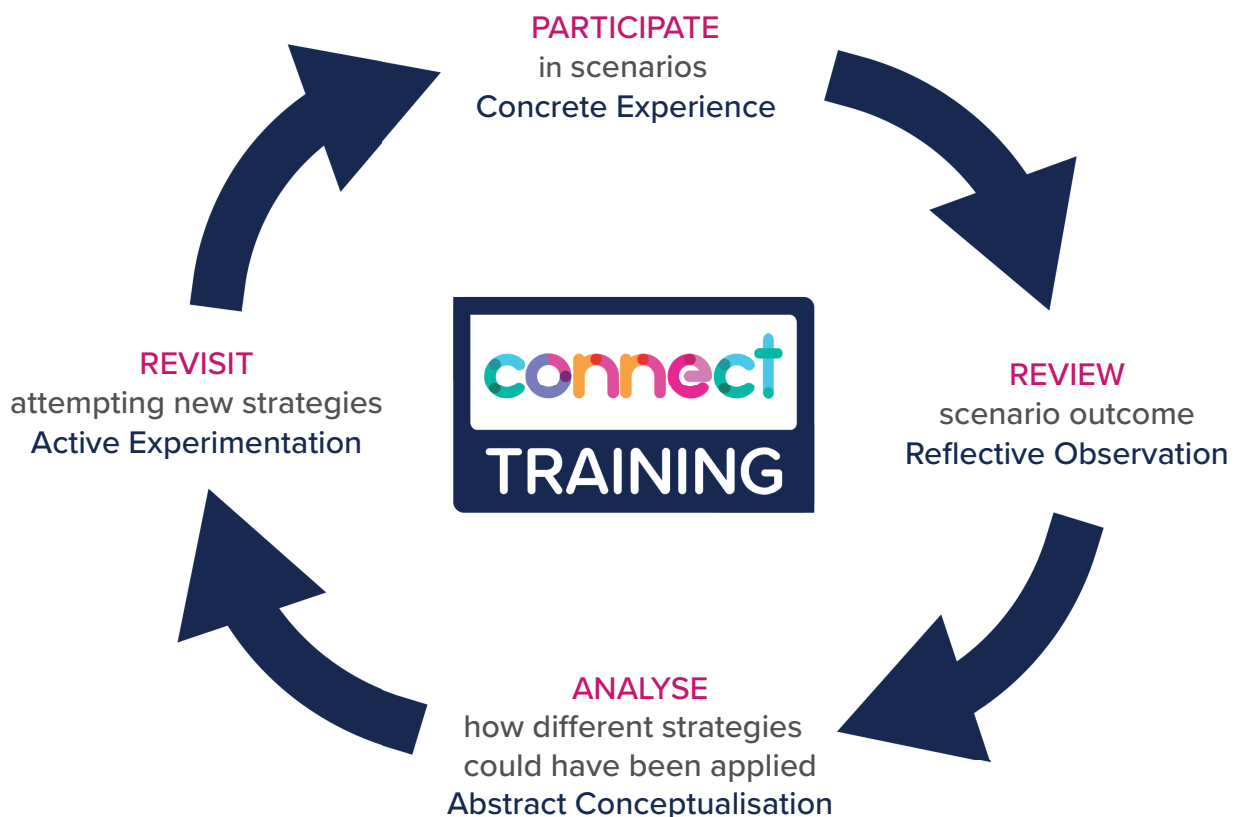 PARTICIPATE
in scenarios
Concrete Experience
REVIEW
scenario outcome
Reflective Observation
ANALYSE
how different strategies
could have been applied
Abstract Conceptualisation
REVISIT
attempting new strategies
Active Experimentation
connect
TRAINING